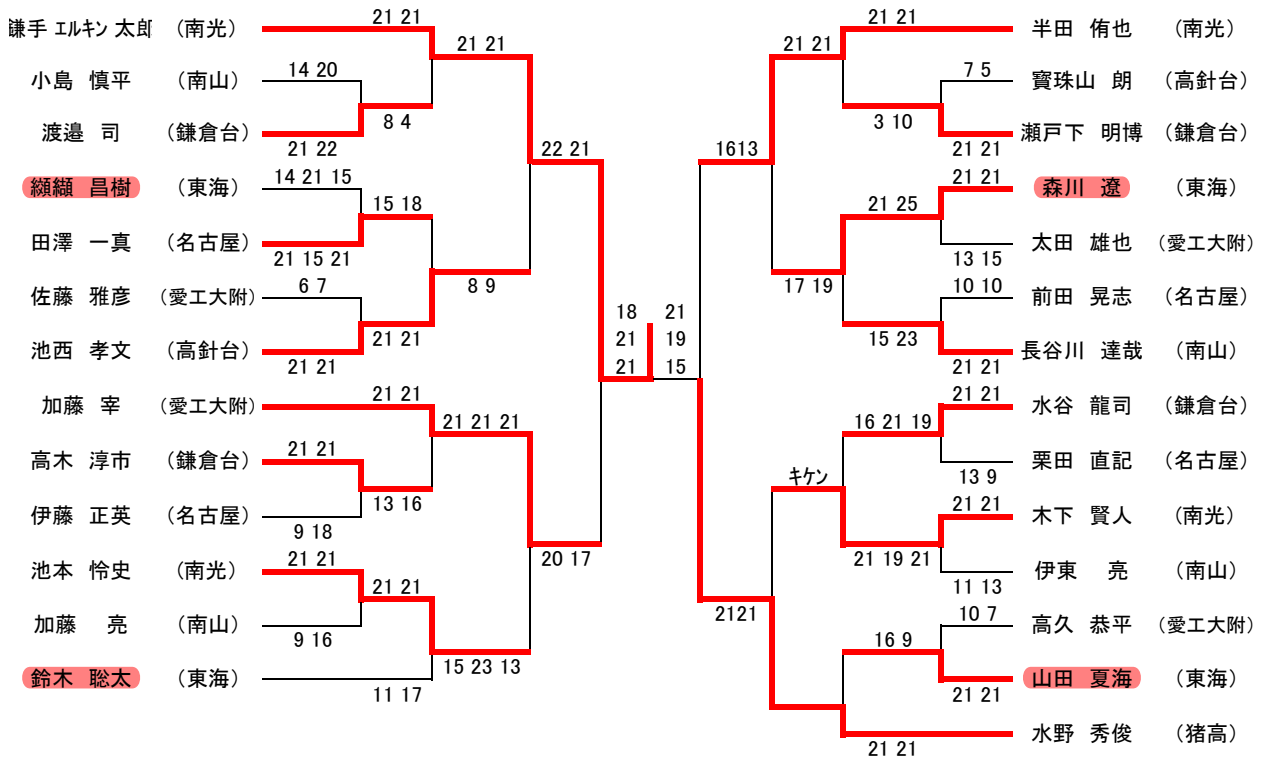 21 21
21 21
鎌手 エルキン 太郎 (南光)
半田 侑也 (南光)
21 21
21 21
14 20
7 5
小島 慎平 (南山)
寳珠山 朗 (高針台)
8 4
3 10
渡邉 司 (鎌倉台)
瀬戸下 明博 (鎌倉台)
21 22
22 21
1613
21 21
14 21 15
21 21
纐纈 昌樹 (東海)
森川 遼 (東海)
15 18
21 25
田澤 一真 (名古屋)
太田 雄也 (愛工大附)
21 15 21
13 15
6 7
8 9
17 19
10 10
佐藤 雅彦 (愛工大附)
前田 晃志 (名古屋)
18 21
21 21
21 19
15 23
池西 孝文 (高針台)
長谷川 達哉 (南山)
21 21
21 15
21 21
21 21
21 21
加藤 宰 (愛工大附)
水谷 龍司 (鎌倉台)
21 21 21
16 21 19
21 21
高木 淳市 (鎌倉台)
栗田 直記 (名古屋)
キケン
13 9
13 16
21 21
伊藤 正英 (名古屋)
木下 賢人 (南光)
9 18
20 17
21 19 21
21 21
池本 怜史 (南光)
伊東 亮 (南山)
21 21
11 13
2121
10 7
加藤 亮 (南山)
高久 恭平 (愛工大附)
9 16
16 9
15 23 13
鈴木 聡太 (東海)
山田 夏海 (東海)
11 17
21 21
水野 秀俊 (猪高)
21 21